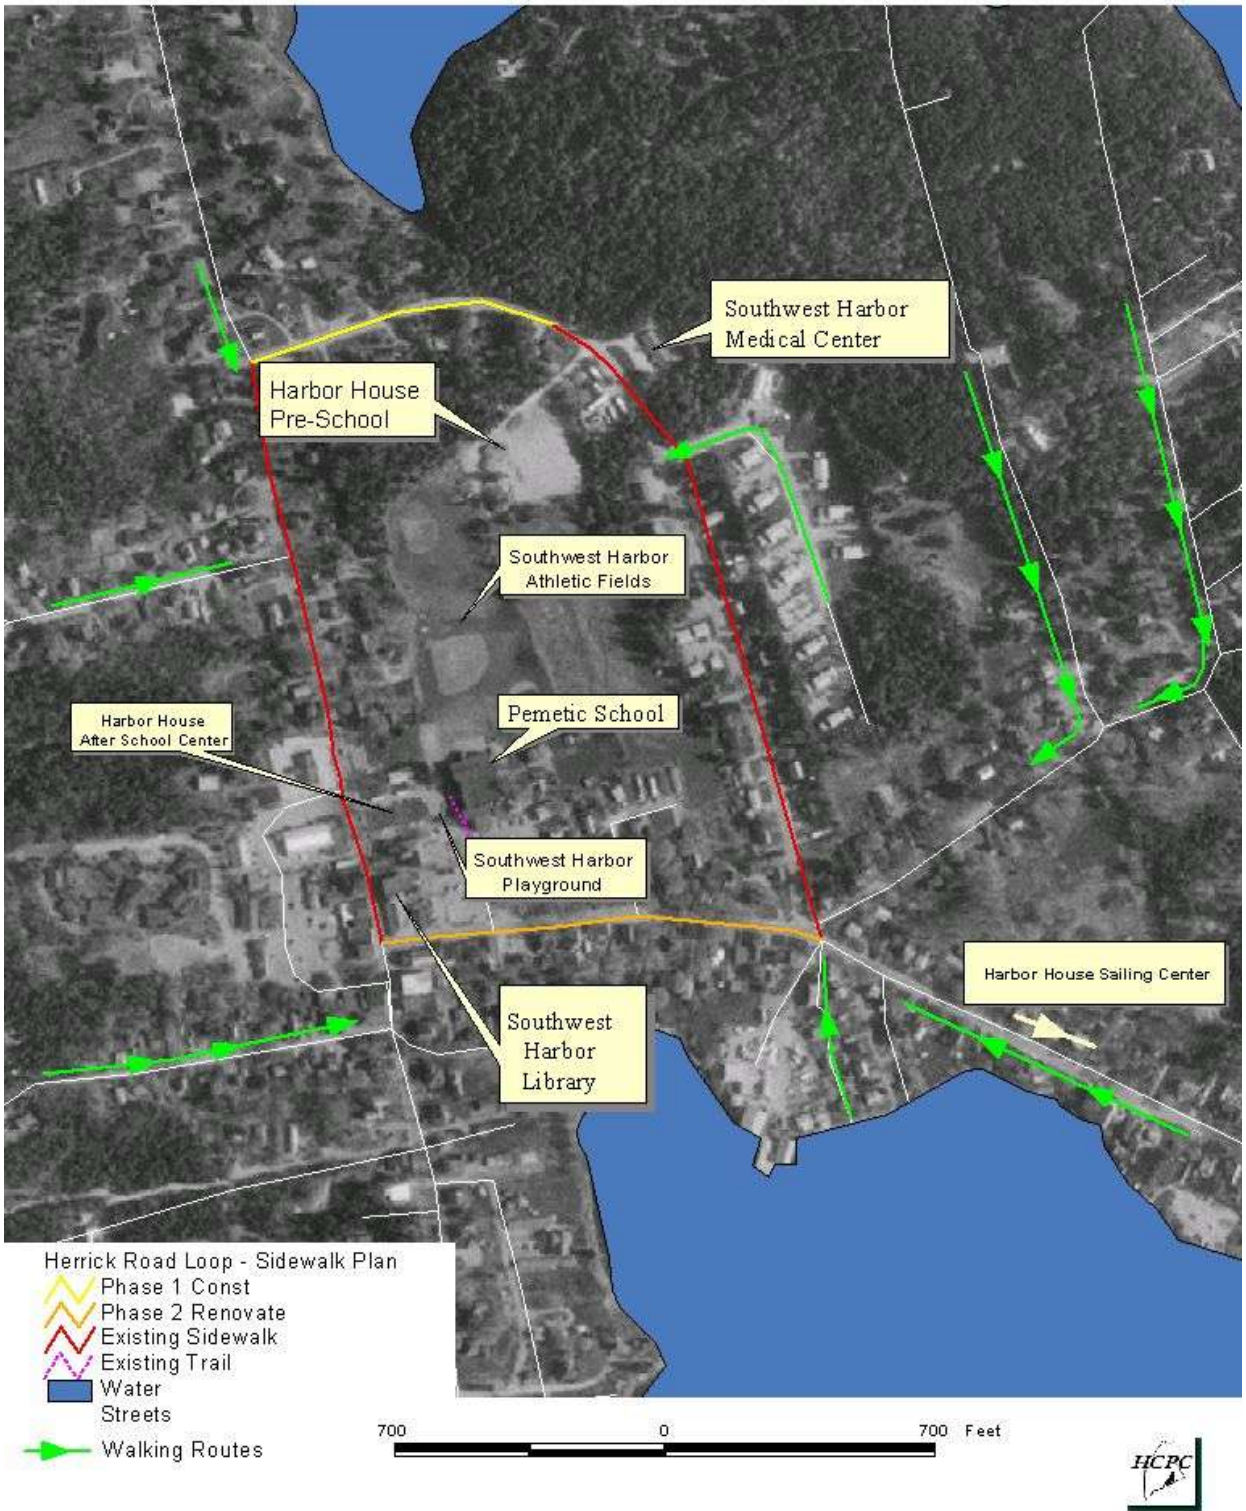 Southwest Harbor
Medical Center
Harbor House
Pre-School
Southwest Harbor
Athletic Fields
Pemetic School
Harbor House
After School Center
Southwest Harbor
Playground
Harbor House Sailing Center
Southwest
Harbor
Library
Herrick Road Loop - Sidewalk Plan
Phase 1 Const
Phase 2 Renovate
Existing Sidewalk
Existing Trail
Water
Streets
Walking Routes
700 0 700 Feet
HCPC